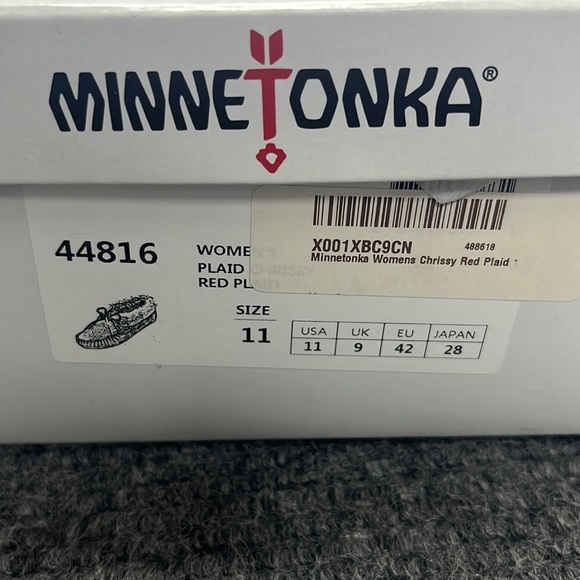 MINNETONKA®
44816
WOMEN'S
PLAID CHRISSY
RED PLAID
SIZE
11
USA UK EU JAPAN
11 9 42 28
X001XBC9CN 488618
Minnetonka Womens Chrissy Red Plaid